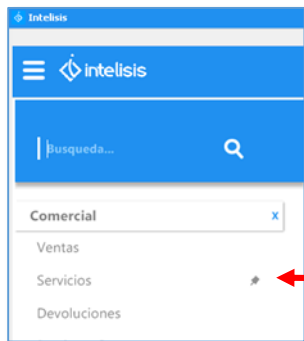 Intelisis
intelisis
Busqueda...
Comercial x
Ventas
Servicios
Devoluciones